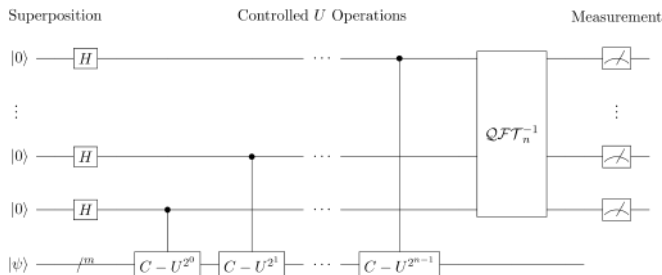 Superposition Controlled U Operations Measurement
|0⟩ H ···
⋮ ⋮
QFT_n^{-1}
|0⟩ H ···
|0⟩ H ···
|ψ⟩ m C − U^{2^0} C − U^{2^1} ··· C − U^{2^{n−1}}